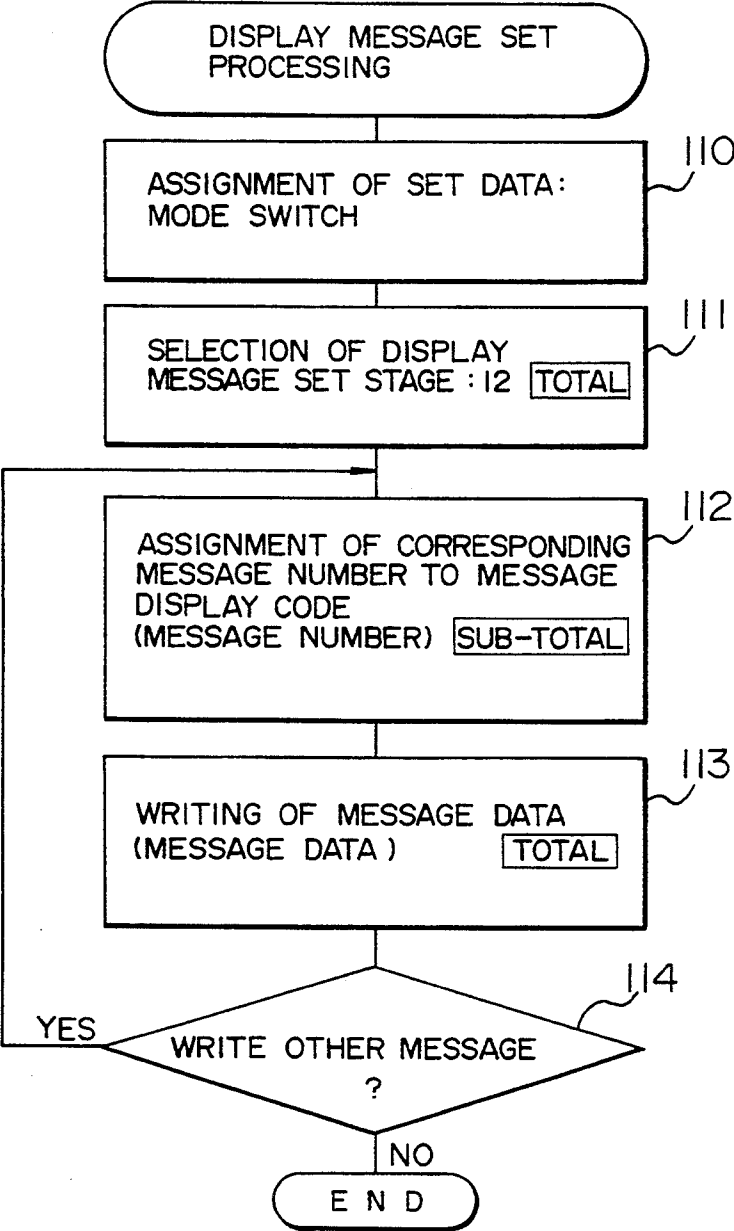 DISPLAY MESSAGE SET
PROCESSING
110
ASSIGNMENT OF SET DATA:
MODE SWITCH
111
SELECTION OF DISPLAY
MESSAGE SET STAGE : 12 TOTAL
112
ASSIGNMENT OF CORRESPONDING
MESSAGE NUMBER TO MESSAGE
DISPLAY CODE
(MESSAGE NUMBER) SUB-TOTAL
113
WRITING OF MESSAGE DATA
(MESSAGE DATA) TOTAL
114
YES
WRITE OTHER MESSAGE
?
NO
END